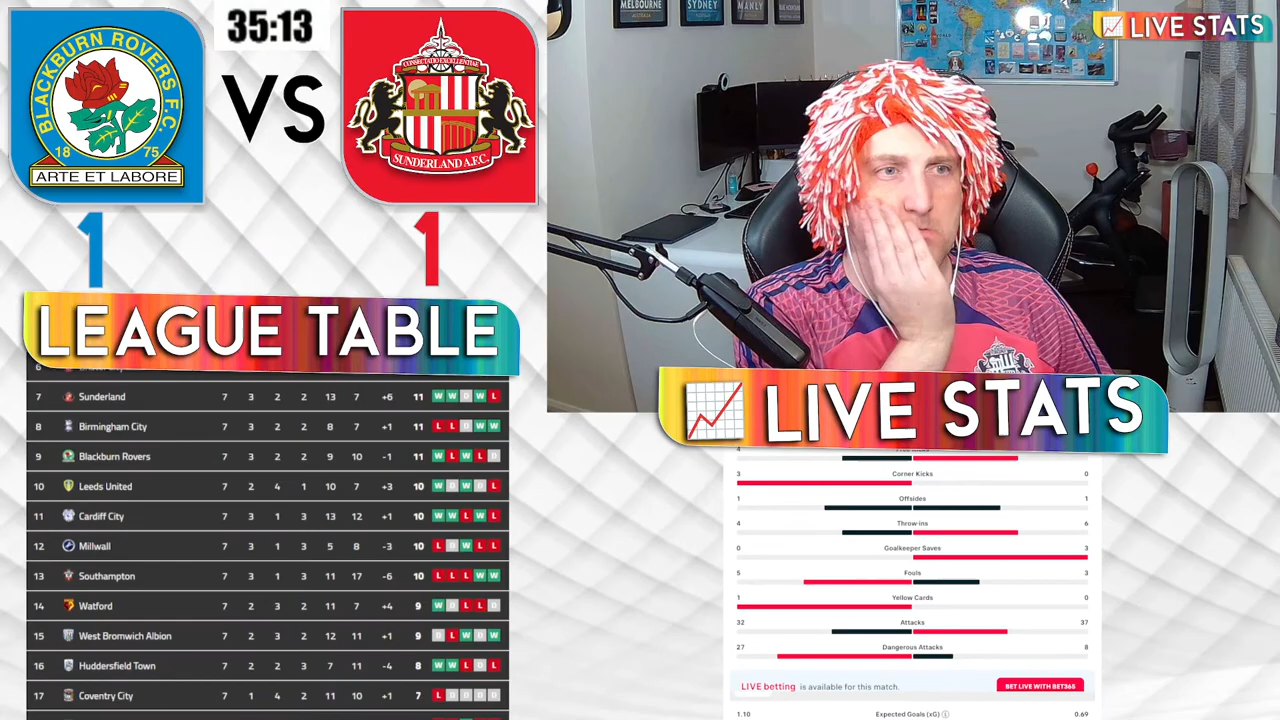 BLACKBURN ROVERS F.C.
18 75
ARTE ET LABORE
35:13
VS
CONSECTATIO EXCELLENTIAE
SUNDERLAND A.F.C.
1 1
MELBOURNE
AUSTRALIA
SYDNEY
MANLY
LIVE STATS
LEAGUE TABLE
6
7 Sunderland 7 3 2 2 13 7 +6 11 W W D W L
8 Birmingham City 7 3 2 2 8 7 +1 11 L L D W W
9 Blackburn Rovers 7 3 2 2 9 10 -1 11 W L W L D
10 Leeds United 7 2 4 1 10 7 +3 10 W D W D L
11 Cardiff City 7 3 1 3 13 12 +1 10 W W L W L
12 Millwall 7 3 1 3 5 8 -3 10 L D W L L
13 Southampton 7 3 1 3 11 17 -6 10 L L L W W
14 Watford 7 2 3 2 11 7 +4 9 W D L L D
15 West Bromwich Albion 7 2 3 2 12 11 +1 9 D L W D W
16 Huddersfield Town 7 2 2 3 7 11 -4 8 W W L D L
17 Coventry City 7 1 4 2 11 10 +1 7 L D D D D
LIVE STATS
4 Free Kicks
3 Corner Kicks 0
1 Offsides 1
4 Throw-ins 6
0 Goalkeeper Saves 3
5 Fouls 3
1 Yellow Cards 0
32 Attacks 37
27 Dangerous Attacks 8
LIVE betting is available for this match. BET LIVE WITH BET365
1.10 Expected Goals (xG) 0.69